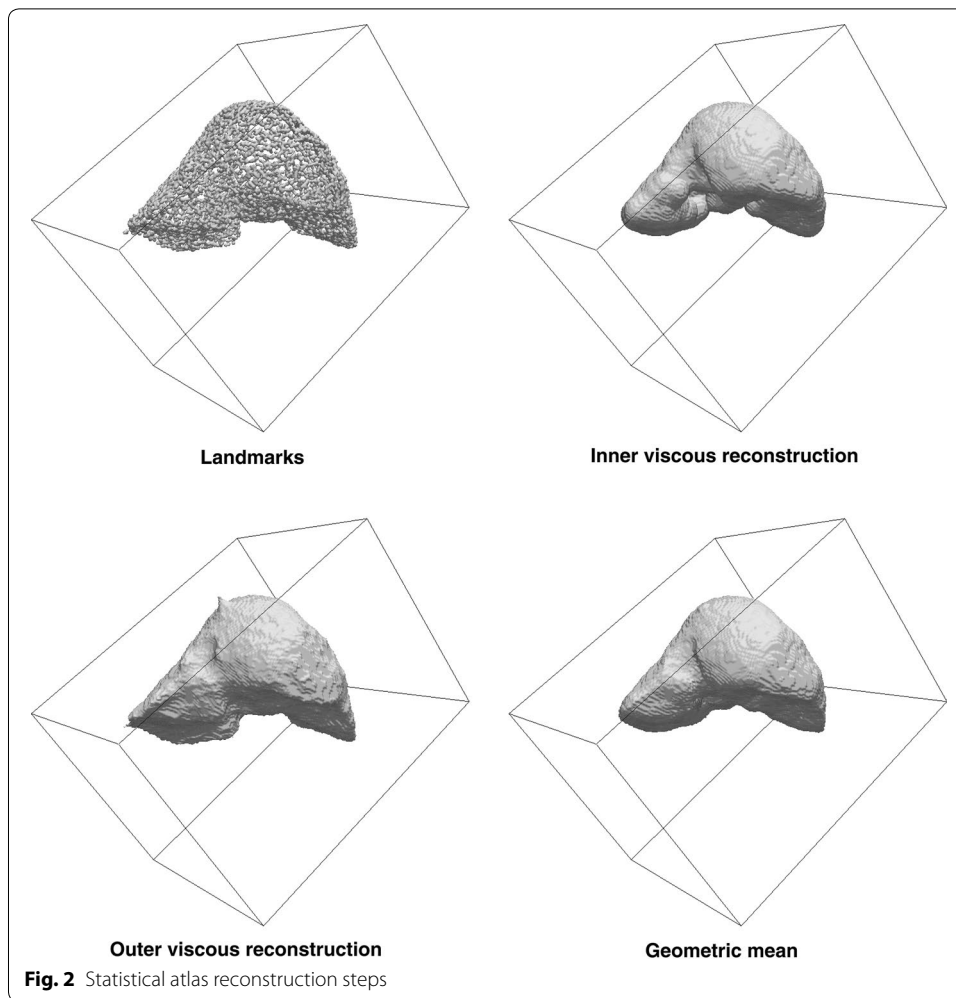 Landmarks
Inner viscous reconstruction
Outer viscous reconstruction
Geometric mean
Fig. 2 Statistical atlas reconstruction steps